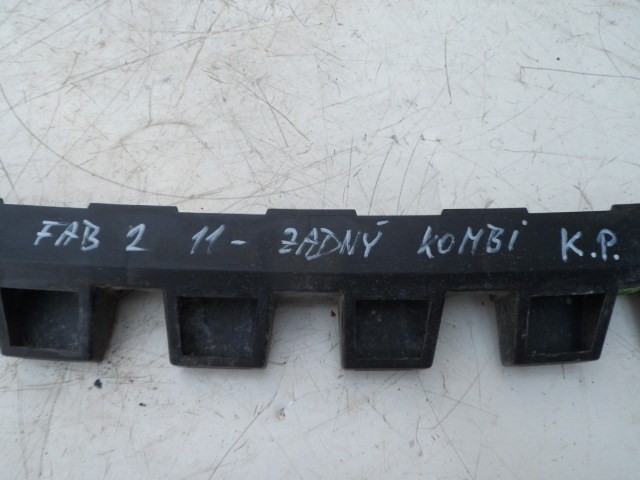 FAB 2 11- ZADNÝ KOMBI K.P.